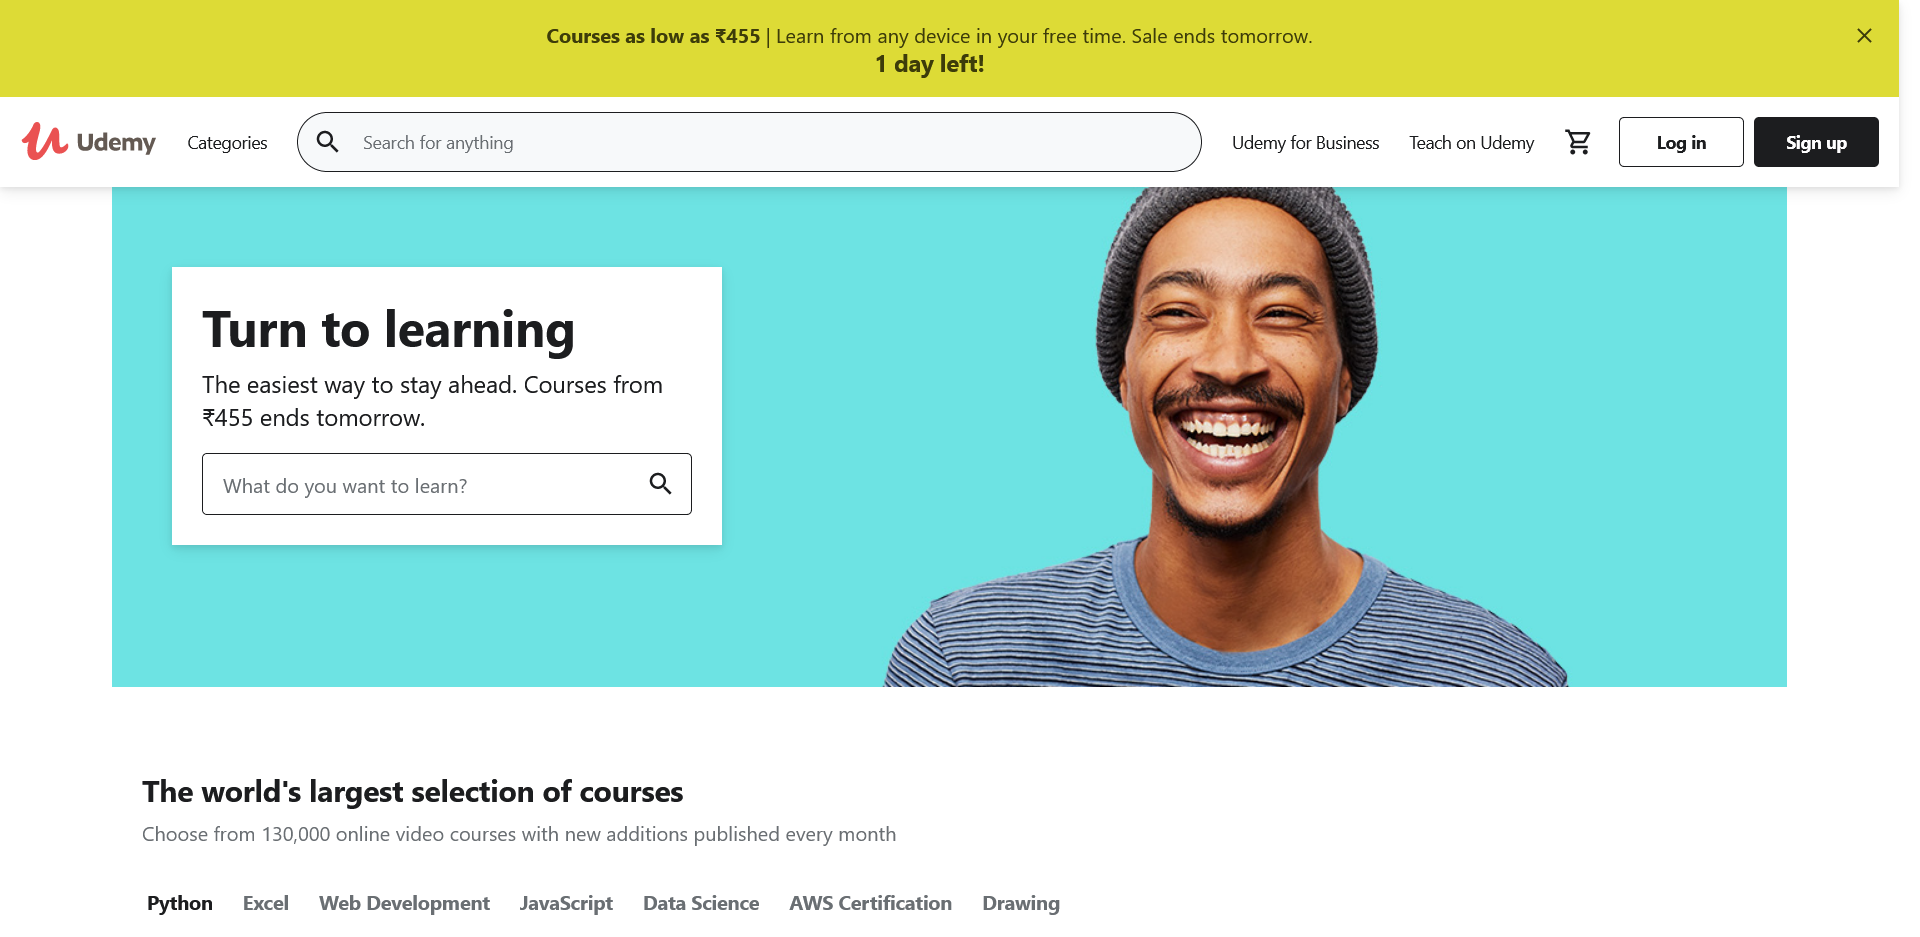 Courses as low as ₹455 | Learn from any device in your free time. Sale ends tomorrow.
1 day left!
Udemy
Categories
Search for anything
Udemy for Business
Teach on Udemy
Log in
Sign up
Turn to learning
The easiest way to stay ahead. Courses from
₹455 ends tomorrow.
What do you want to learn?
The world's largest selection of courses
Choose from 130,000 online video courses with new additions published every month
Python Excel Web Development JavaScript Data Science AWS Certification Drawing